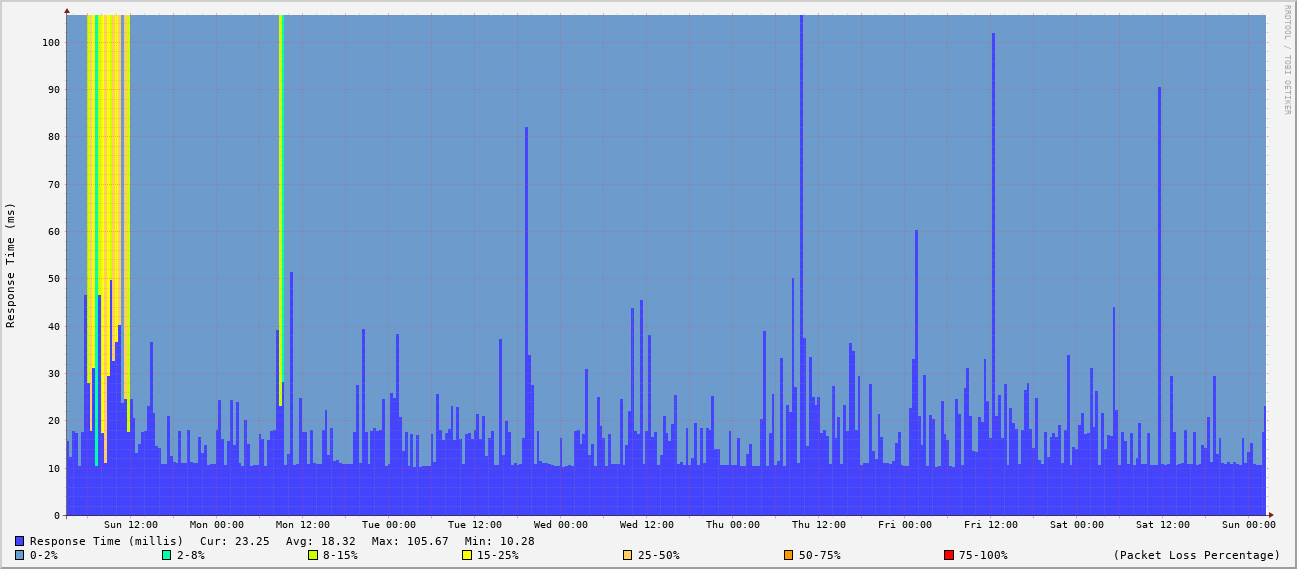 RRDTOOL / TOBI OETIKER
Response Time (ms)
100
90
80
70
60
50
40
30
20
10
0
Sun 12:00 Mon 00:00 Mon 12:00 Tue 00:00 Tue 12:00 Wed 00:00 Wed 12:00 Thu 00:00 Thu 12:00 Fri 00:00 Fri 12:00 Sat 00:00 Sat 12:00 Sun 00:00
Response Time (millis) Cur: 23.25 Avg: 18.32 Max: 105.67 Min: 10.28
0-2% 2-8% 8-15% 15-25% 25-50% 50-75% 75-100% (Packet Loss Percentage)